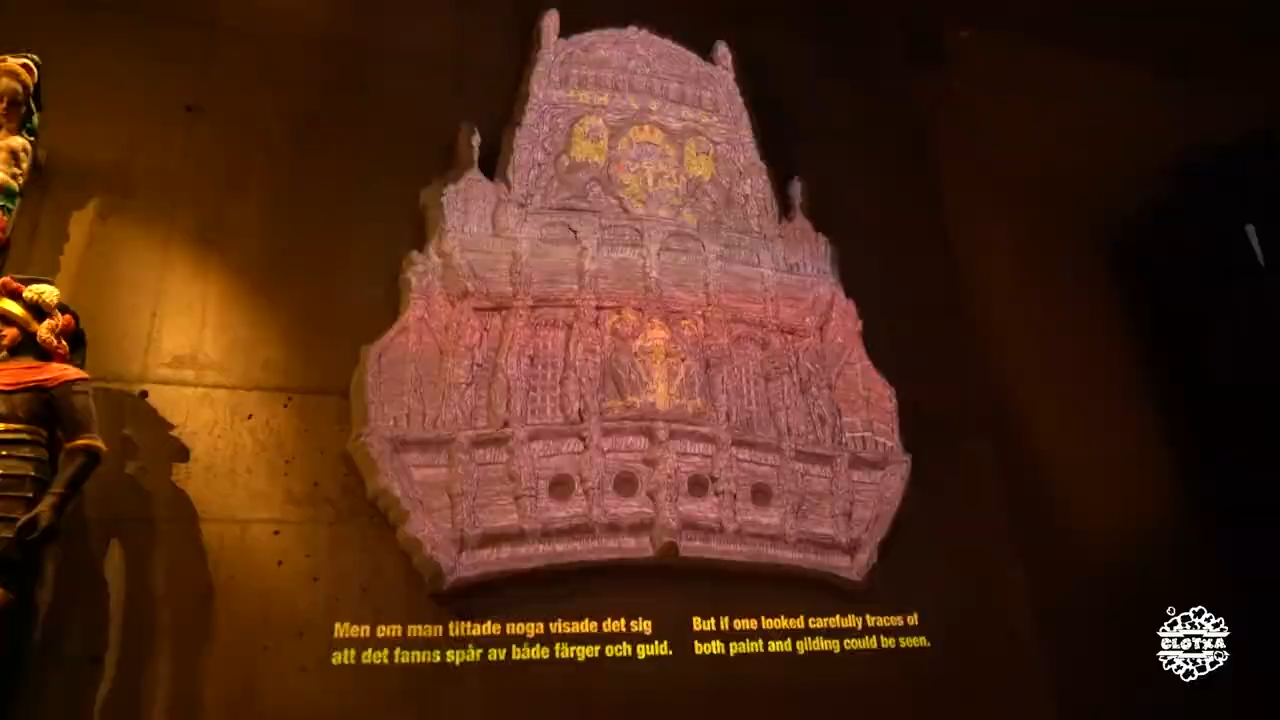 Men om man tittade noga visade det sig
att det fanns spår av både färger och guld.
But if one looked carefully traces of
both paint and gilding could be seen.
CLOTXA